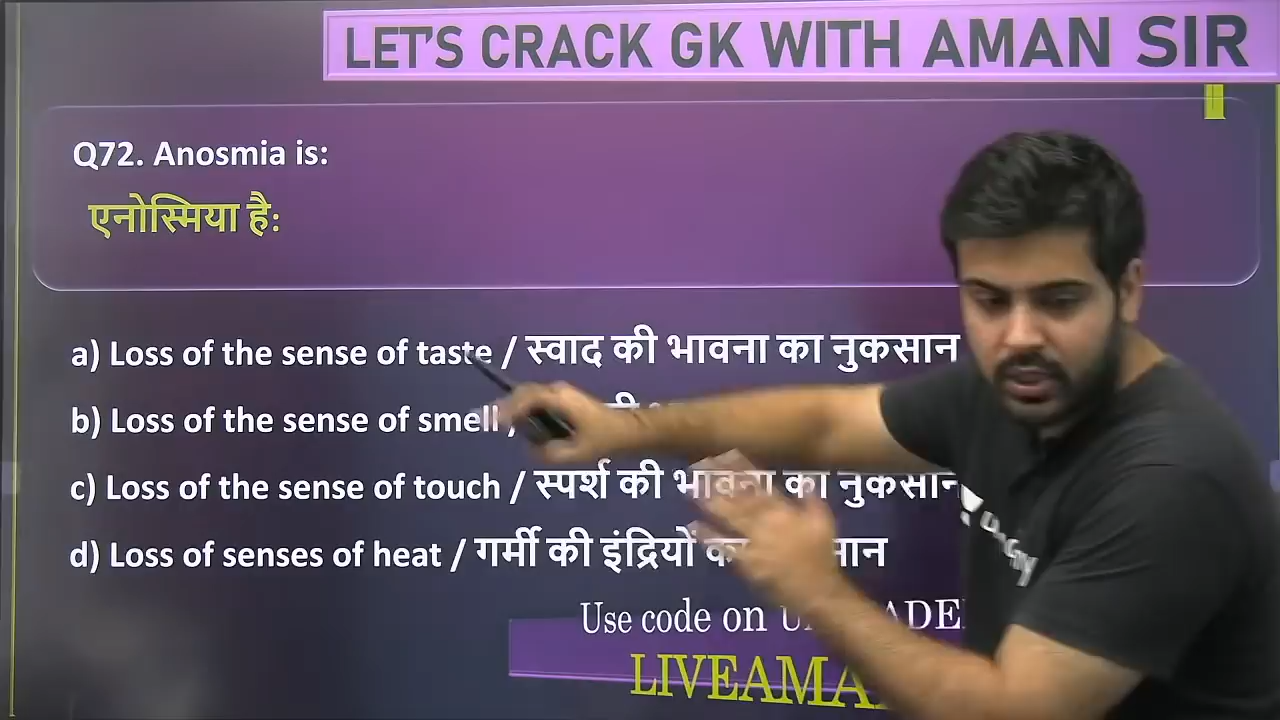 LET'S CRACK GK WITH AMAN SIR
Q72. Anosmia is:
एनोस्मिया है:
a) Loss of the sense of taste / स्वाद की भावना का नुकसान
b) Loss of the sense of smell /
c) Loss of the sense of touch / स्पर्श की भावना का नुकसान
d) Loss of senses of heat / गर्मी की इंद्रियों
Use code on